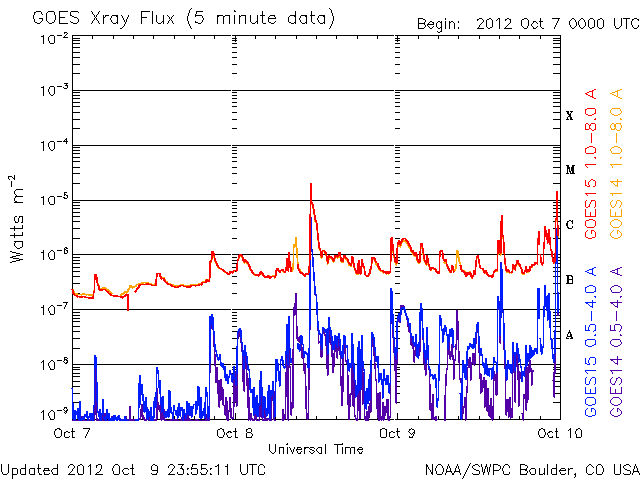 GOES Xray Flux (5 minute data)
Begin: 2012 Oct 7 0000 UTC
10-2
10-3
10-4
10-5
10-6
10-7
10-8
10-9
Watts m-2
X
M
C
B
A
GOES15 1.0-8.0 A
GOES14 1.0-8.0 A
GOES15 0.5-4.0 A
GOES14 0.5-4.0 A
Oct 7
Oct 8
Oct 9
Oct 10
Universal Time
Updated 2012 Oct 9 23:55:11 UTC
NOAA/SWPC Boulder, CO USA